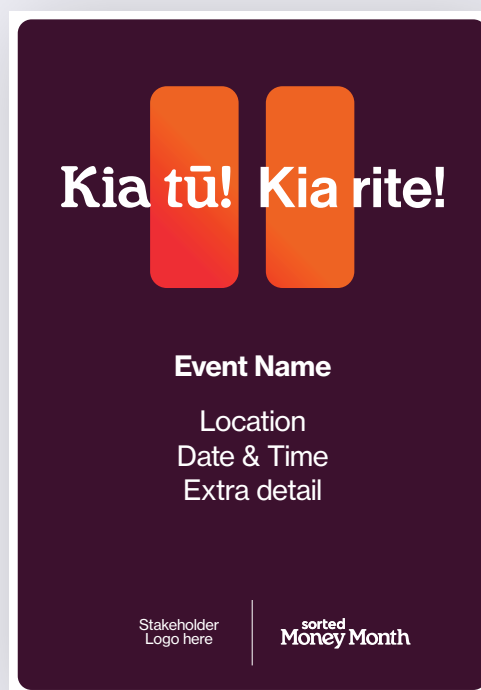 Kia tū! Kia rite!
Event Name
Location
Date & Time
Extra detail
Stakeholder
Logo here
sorted
Money Month